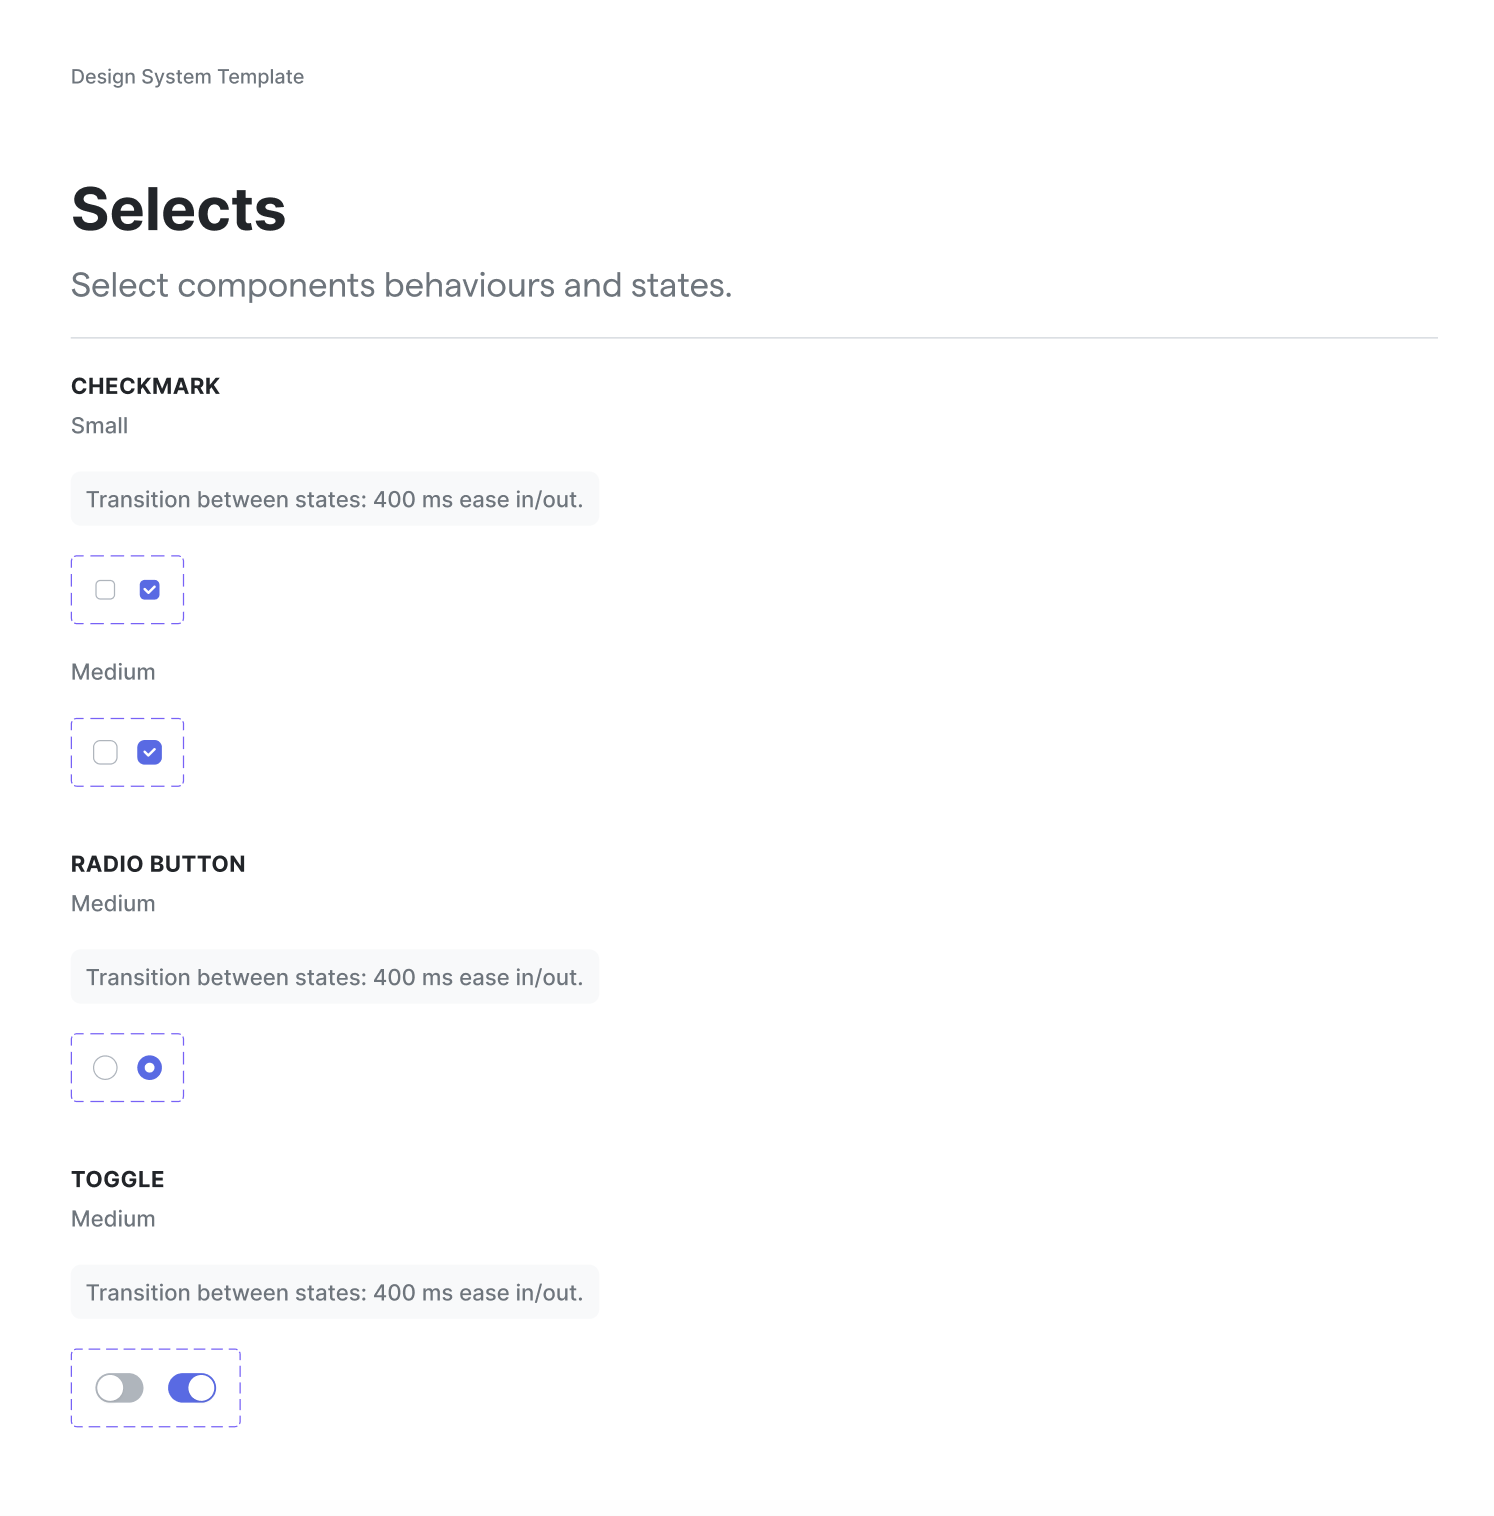 Design System Template
Selects
Select components behaviours and states.
CHECKMARK
Small
Transition between states: 400 ms ease in/out.
Medium
RADIO BUTTON
Medium
Transition between states: 400 ms ease in/out.
TOGGLE
Medium
Transition between states: 400 ms ease in/out.